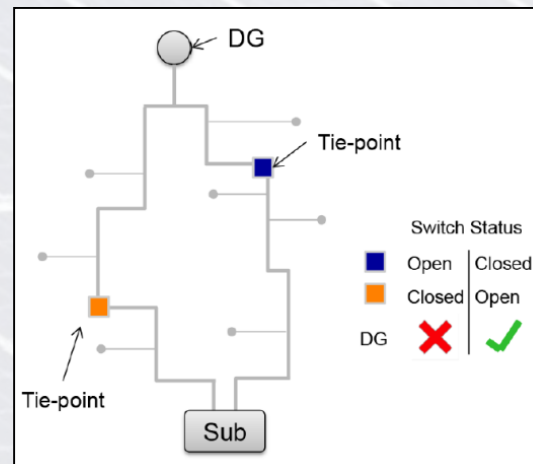 DG
Tie-point
Switch Status
Open Closed
Closed Open
DG
Tie-point
Sub